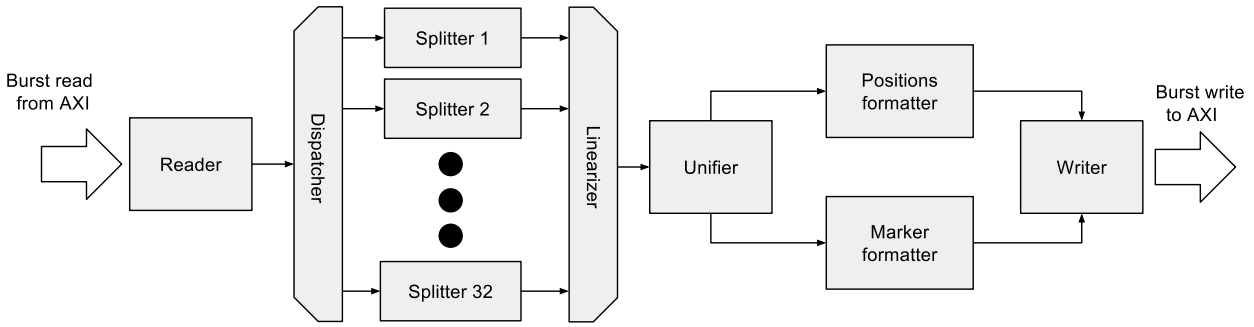 Burst read
from AXI
Reader
Dispatcher
Splitter 1
Splitter 2
Splitter 32
Linearizer
Unifier
Positions
formatter
Marker
formatter
Writer
Burst write
to AXI